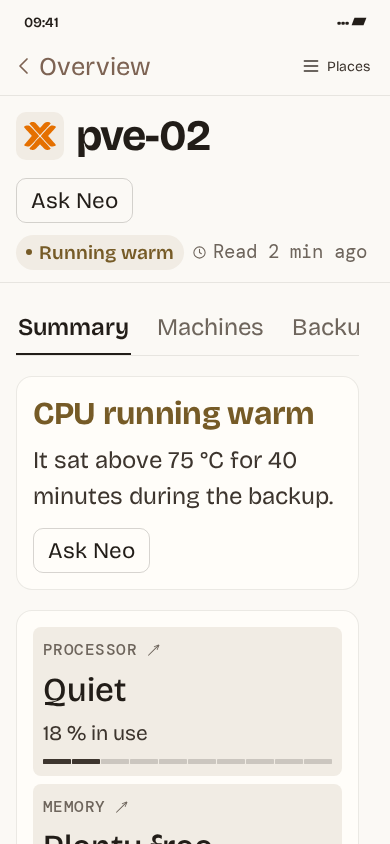 09:41
Overview
Places
pve-02
Ask Neo
Running warm
Read 2 min ago
Summary
Machines
Backu
CPU running warm
It sat above 75 °C for 40
minutes during the backup.
Ask Neo
PROCESSOR
Quiet
18 % in use
MEMORY
Plenty free